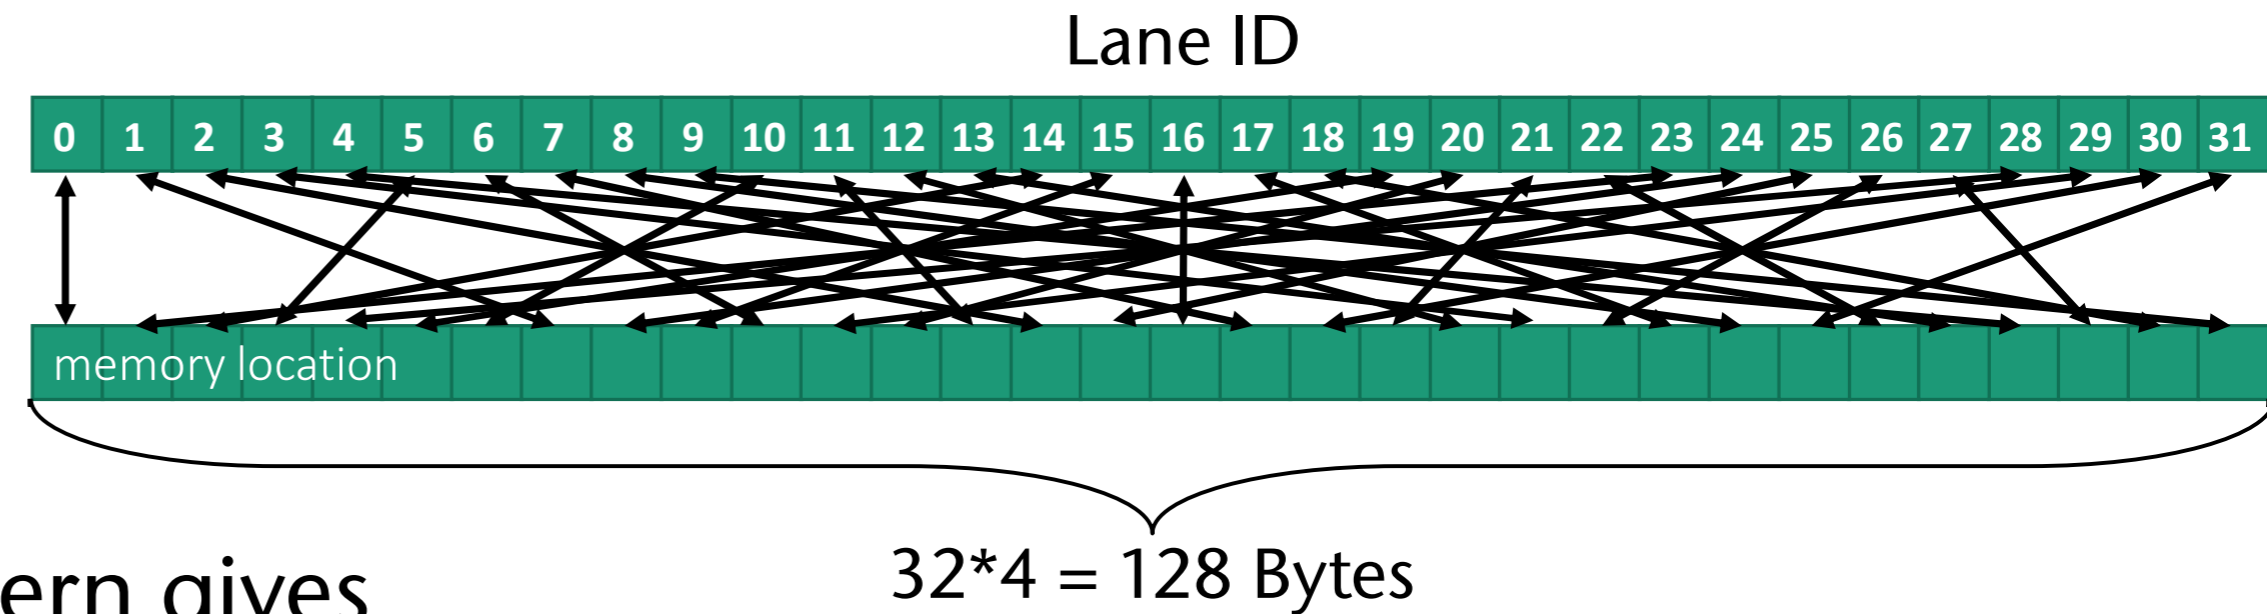 Lane ID
0 1 2 3 4 5 6 7 8 9 10 11 12 13 14 15 16 17 18 19 20 21 22 23 24 25 26 27 28 29 30 31
memory location
32*4 = 128 Bytes
ern gives